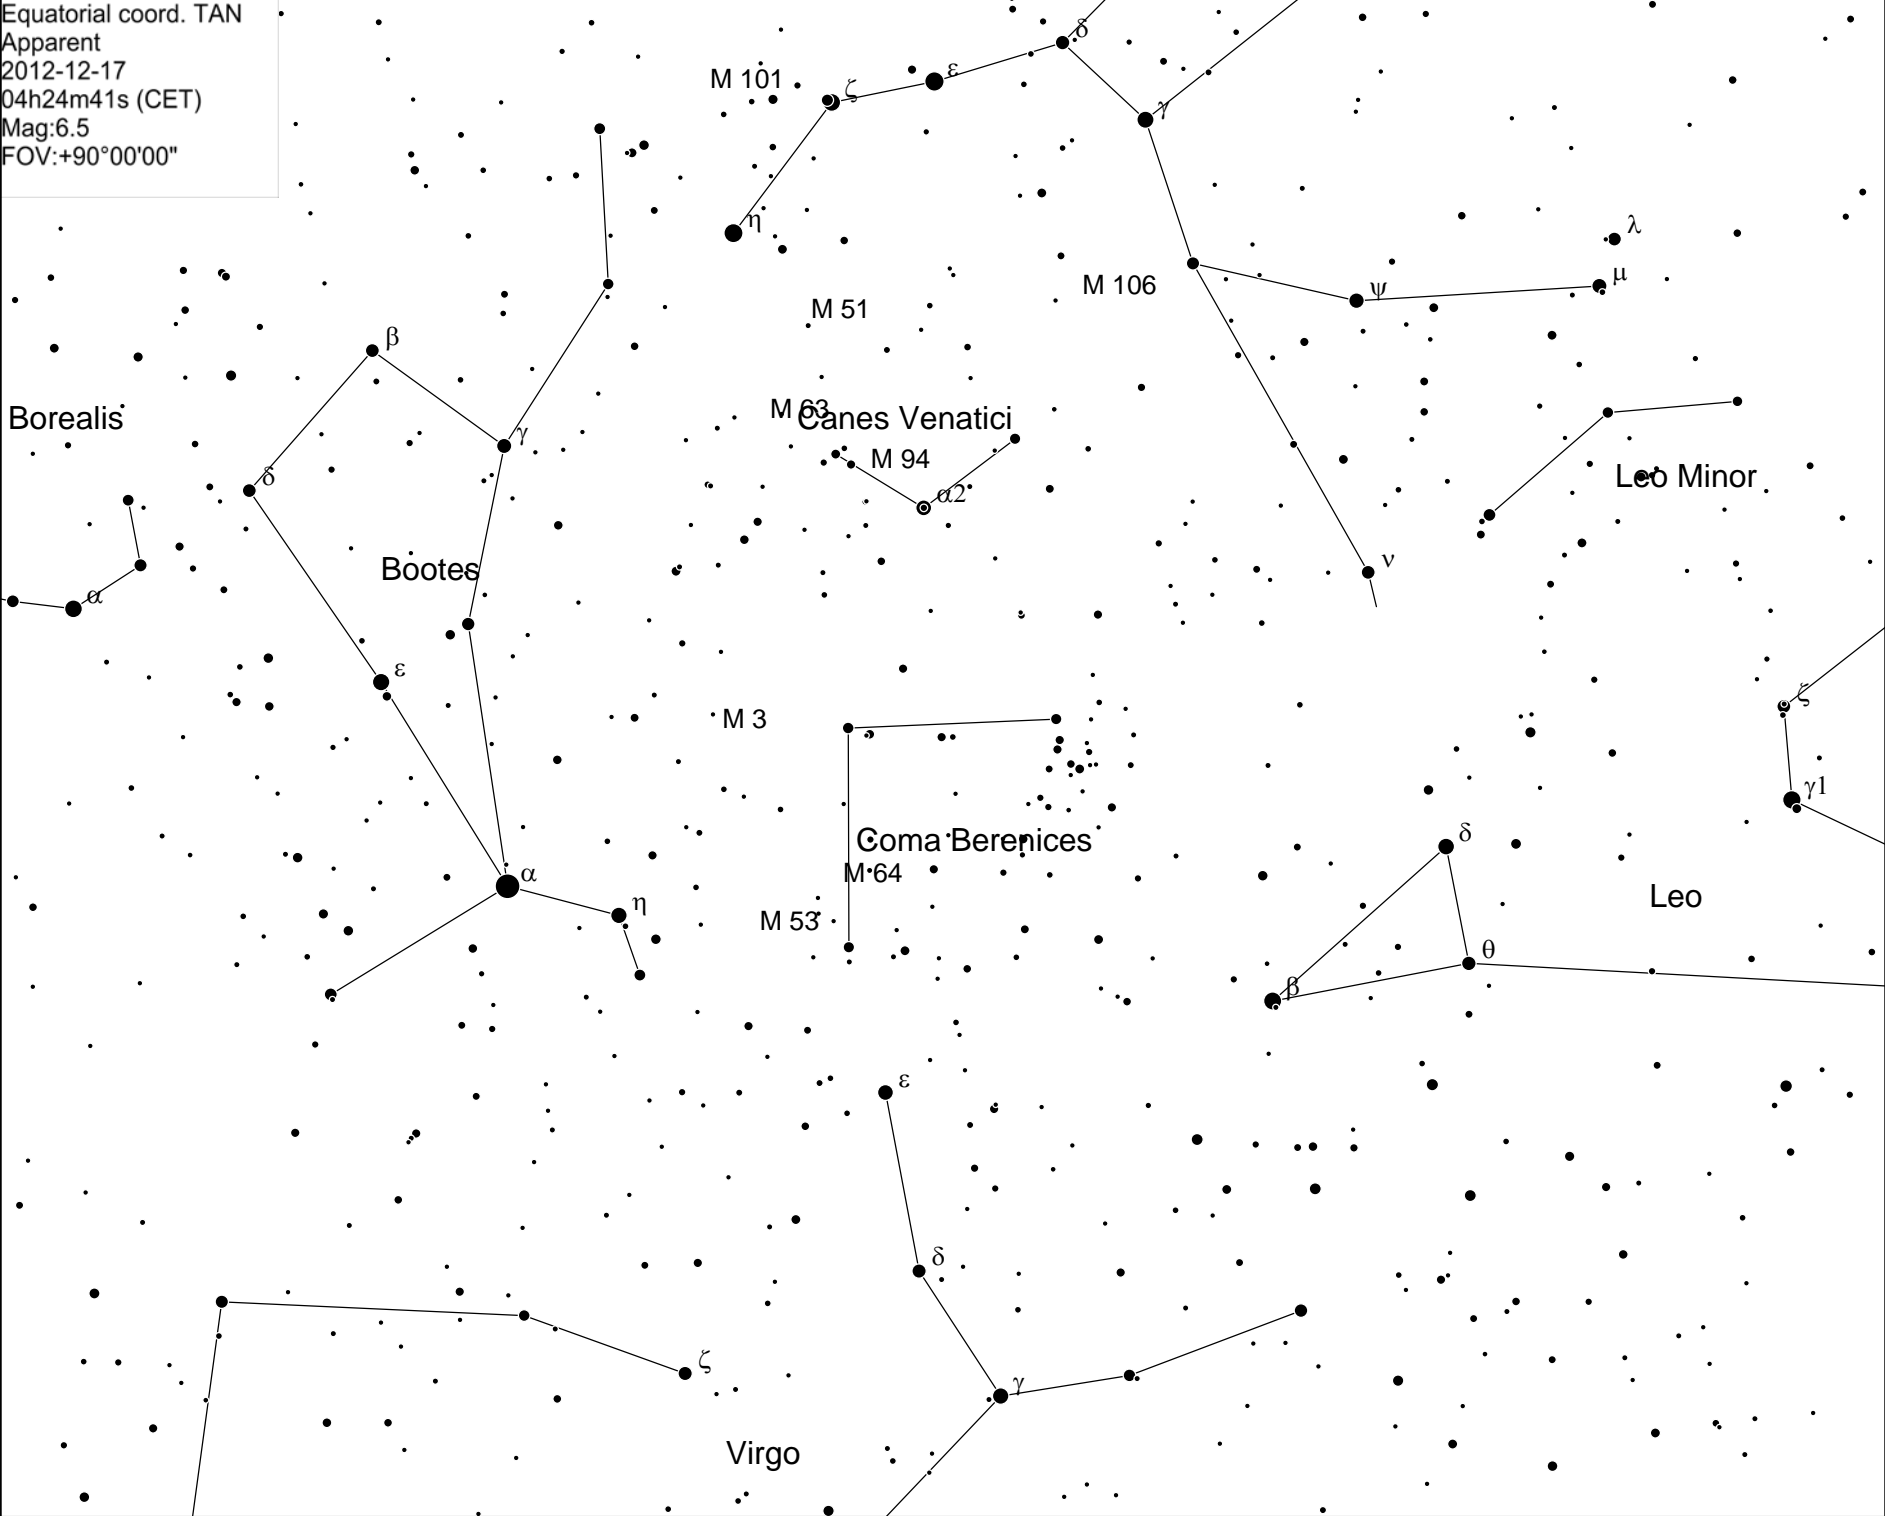 Equatorial coord. TAN
Apparent
2012-12-17
04h24m41s (CET)
Mag:6.5
FOV:+90°00'00"
δ
ε
M 101
ζ
γ
η
λ
μ
M 106
ψ
M 51
β
Borealis
M 63
Canes Venatici
γ
M 94
δ
Leo Minor
α2
ν
Bootes
α
ε
ζ
M 3
γ1
δ
Coma Berenices
α
M 64
Leo
η
M 53
θ
β
ε
δ
ζ
γ
Virgo